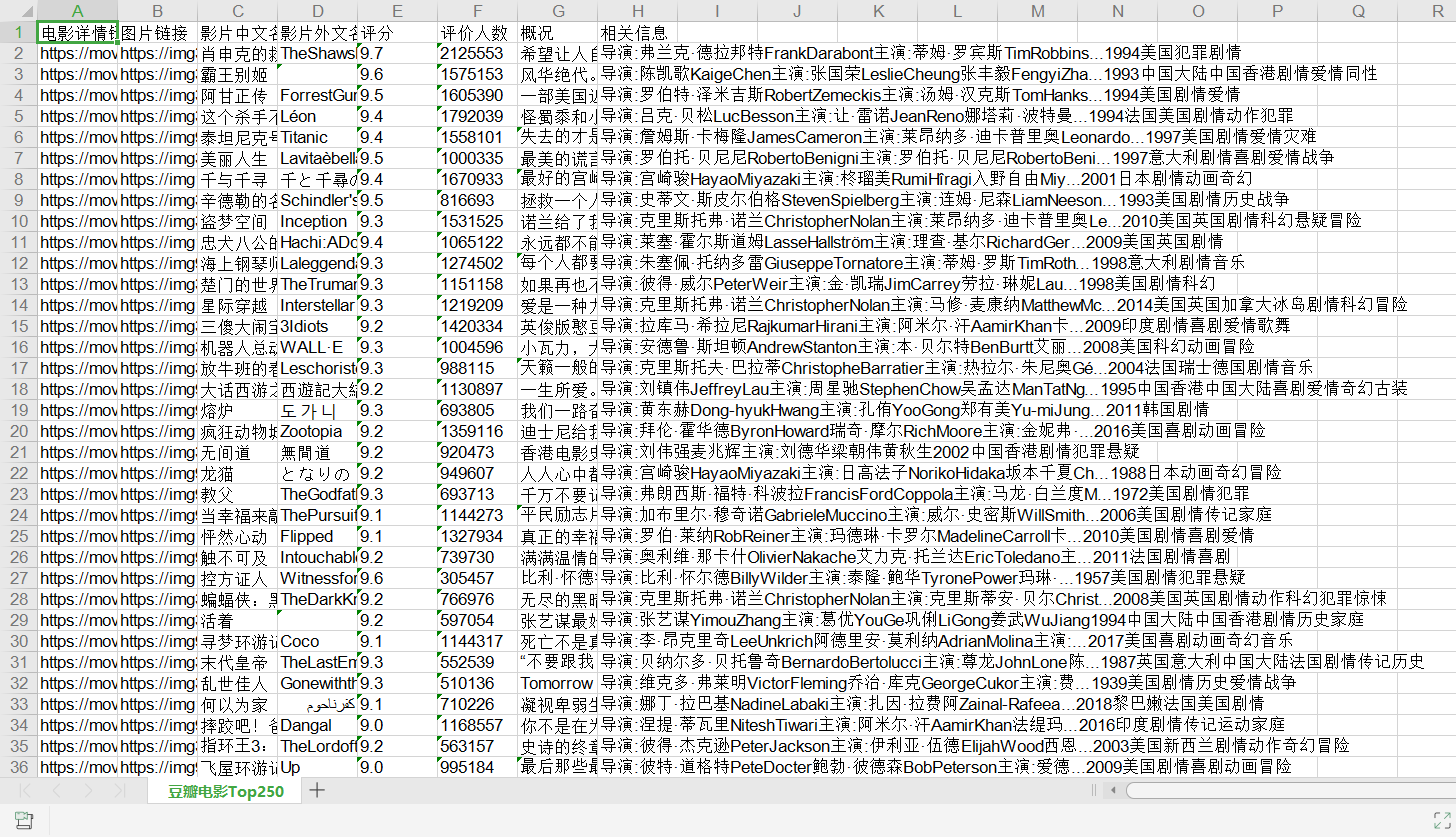 A B C D E F G H I J K L M N O P Q R
1 电影详情链 图片链接 影片中文名 影片外文名 评分 评价人数 概况 相关信息
2 https://mov https://img 肖申克的救 TheShaws 9.7 2125553 希望让人自 导演:弗兰克·德拉邦特FrankDarabont主演:蒂姆·罗宾斯TimRobbins...1994美国犯罪剧情
3 https://mov https://img 霸王别姬 9.6 1575153 风华绝代。 导演:陈凯歌KaigeChen主演:张国荣LeslieCheung张丰毅FengyiZha...1993中国大陆中国香港剧情爱情同性
4 https://mov https://img 阿甘正传 ForrestGur 9.5 1605390 一部美国近 导演:罗伯特·泽米吉斯RobertZemeckis主演:汤姆·汉克斯TomHanks...1994美国剧情爱情
5 https://mov https://img 这个杀手不 Léon 9.4 1792039 怪蜀黍和小 导演:吕克·贝松LucBesson主演:让·雷诺JeanReno娜塔莉·波特曼...1994法国美国剧情动作犯罪
6 https://mov https://img 泰坦尼克号 Titanic 9.4 1558101 失去的才是 导演:詹姆斯·卡梅隆JamesCameron主演:莱昂纳多·迪卡普里奥Leonardo...1997美国剧情爱情灾难
7 https://mov https://img 美丽人生 Lavitaèbell 9.5 1000335 最美的谎言 导演:罗伯托·贝尼尼RobertoBenigni主演:罗伯托·贝尼尼RobertoBeni...1997意大利剧情喜剧爱情战争
8 https://mov https://img 千与千寻 千と千尋の 9.4 1670933 最好的宫崎 导演:宫崎骏HayaoMiyazaki主演:柊瑠美RumiHîragi入野自由Miy...2001日本剧情动画奇幻
9 https://mov https://img 辛德勒的名 Schindler's 9.5 816693 拯救一个人 导演:史蒂文·斯皮尔伯格StevenSpielberg主演:连姆·尼森LiamNeeson...1993美国剧情历史战争
10 https://mov https://img 盗梦空间 Inception 9.3 1531525 诺兰给了我 导演:克里斯托弗·诺兰ChristopherNolan主演:莱昂纳多·迪卡普里奥Le...2010美国英国剧情科幻悬疑冒险
11 https://mov https://img 忠犬八公的 Hachi:ADo 9.4 1065122 永远都不能 导演:莱塞·霍尔斯道姆LasseHallström主演:理查·基尔RichardGer...2009美国英国剧情
12 https://mov https://img 海上钢琴师 Laleggend 9.3 1274502 每个人都要 导演:朱塞佩·托纳多雷GiuseppeTornatore主演:蒂姆·罗斯TimRoth...1998意大利剧情音乐
13 https://mov https://img 楚门的世界 TheTrumar 9.3 1151158 如果再也不 导演:彼得·威尔PeterWeir主演:金·凯瑞JimCarrey劳拉·琳妮Lau...1998美国剧情科幻
14 https://mov https://img 星际穿越 Interstellar 9.3 1219209 爱是一种力 导演:克里斯托弗·诺兰ChristopherNolan主演:马修·麦康纳MatthewMc...2014美国英国加拿大冰岛剧情科幻冒险
15 https://mov https://img 三傻大闹宝 3Idiots 9.2 1420334 英俊版憨豆 导演:拉库马·希拉尼RajkumarHirani主演:阿米尔·汗AamirKhan卡...2009印度剧情喜剧爱情歌舞
16 https://mov https://img 机器人总动 WALL·E 9.3 1004596 小瓦力，大 导演:安德鲁·斯坦顿AndrewStanton主演:本·贝尔特BenBurtt艾丽...2008美国科幻动画冒险
17 https://mov https://img 放牛班的春 Leschorist 9.3 988115 天籁一般的 导演:克里斯托夫·巴拉蒂ChristopheBarratier主演:热拉尔·朱尼奥Gé...2004法国瑞士德国剧情音乐
18 https://mov https://img 大话西游之 西遊記大結 9.2 1130897 一生所爱。 导演:刘镇伟JeffreyLau主演:周星驰StephenChow吴孟达ManTatNg...1995中国香港中国大陆喜剧爱情奇幻古装
19 https://mov https://img 熔炉 도가니 9.3 693805 我们一路奋 导演:黄东赫Dong-hyukHwang主演:孔侑YooGong郑有美Yu-miJung...2011韩国剧情
20 https://mov https://img 疯狂动物城 Zootopia 9.2 1359116 迪士尼给我 导演:拜伦·霍华德ByronHoward瑞奇·摩尔RichMoore主演:金妮弗·...2016美国喜剧动画冒险
21 https://mov https://img 无间道 無間道 9.2 920473 香港电影史 导演:刘伟强麦兆辉主演:刘德华梁朝伟黄秋生2002中国香港剧情犯罪悬疑
22 https://mov https://img 龙猫 となりの 9.2 949607 人人心中都 导演:宫崎骏HayaoMiyazaki主演:日高法子NorikoHidaka坂本千夏Ch...1988日本动画奇幻冒险
23 https://mov https://img 教父 TheGodfat 9.3 693713 千万不要记 导演:弗朗西斯·福特·科波拉FrancisFordCoppola主演:马龙·白兰度M...1972美国剧情犯罪
24 https://mov https://img 当幸福来敲 ThePursuit 9.1 1144273 平民励志片 导演:加布里尔·穆奇诺GabrieleMuccino主演:威尔·史密斯WillSmith...2006美国剧情传记家庭
25 https://mov https://img 怦然心动 Flipped 9.1 1327934 真正的幸福 导演:罗伯·莱纳RobReiner主演:玛德琳·卡罗尔MadelineCarroll卡...2010美国剧情喜剧爱情
26 https://mov https://img 触不可及 Intouchabl 9.2 739730 满满温情的 导演:奥利维·那卡什OlivierNakache艾力克·托兰达EricToledano主...2011法国剧情喜剧
27 https://mov https://img 控方证人 Witnessfor 9.6 305457 比利·怀德 导演:比利·怀尔德BillyWilder主演:泰隆·鲍华TyronePower玛琳·...1957美国剧情犯罪悬疑
28 https://mov https://img 蝙蝠侠：黑 TheDarkKr 9.2 766976 无尽的黑暗 导演:克里斯托弗·诺兰ChristopherNolan主演:克里斯蒂安·贝尔Christ...2008美国英国剧情动作科幻犯罪惊悚
29 https://mov https://img 活着 9.2 597054 张艺谋最好 导演:张艺谋YimouZhang主演:葛优YouGe巩俐LiGong姜武WuJiang1994中国大陆中国香港剧情历史家庭
30 https://mov https://img 寻梦环游记 Coco 9.1 1144317 死亡不是真 导演:李·昂克里奇LeeUnkrich阿德里安·莫利纳AdrianMolina主演:...2017美国喜剧动画奇幻音乐
31 https://mov https://img 末代皇帝 TheLastEm 9.3 552539 “不要跟我 导演:贝纳尔多·贝托鲁奇BernardoBertolucci主演:尊龙JohnLone陈...1987英国意大利中国大陆法国剧情传记历史
32 https://mov https://img 乱世佳人 Gonewithth 9.3 510136 Tomorrow 导演:维克多·弗莱明VictorFleming乔治·库克GeorgeCukor主演:费...1939美国剧情历史爱情战争
33 https://mov https://img 何以为家 كفرناحوم 9.1 710226 凝视卑弱生 导演:娜丁·拉巴基NadineLabaki主演:扎因·拉费阿Zainal-Rafeea...2018黎巴嫩法国美国剧情
34 https://mov https://img 摔跤吧！爸 Dangal 9.0 1168557 你不是在为 导演:涅提·蒂瓦里NiteshTiwari主演:阿米尔·汗AamirKhan法缇玛...2016印度剧情传记运动家庭
35 https://mov https://img 指环王3： TheLordof 9.2 563157 史诗的终章 导演:彼得·杰克逊PeterJackson主演:伊利亚·伍德ElijahWood西恩...2003美国新西兰剧情动作奇幻冒险
36 https://mov https://img 飞屋环游记 Up 9.0 995184 最后那些最 导演:彼特·道格特PeteDocter鲍勃·彼德森BobPeterson主演:爱德...2009美国剧情喜剧动画冒险
豆瓣电影Top250